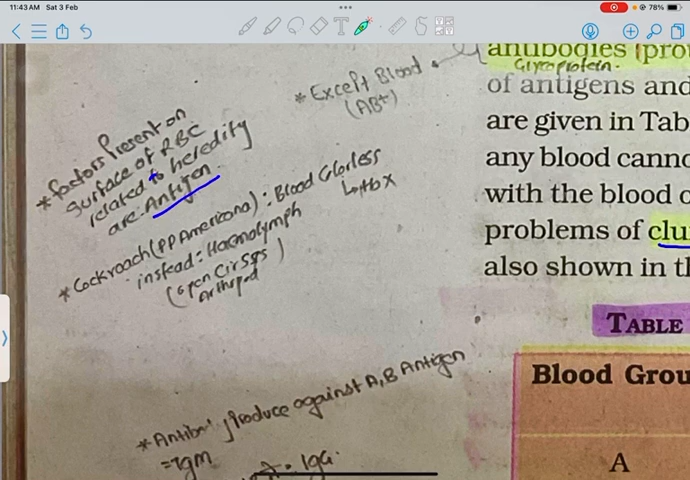 11:43 AM Sat 3 Feb
78%
T
* Except Blood
(AB+)
* factors Present on
surface of RBC
related to heredity
are Antigen
* Cockroach (PP Americana) : Blood Colorless
Hb X
instead : Haemolymph
(open Cir Sys)
Arthropod
* Antibo produce against A, B Antigen
= IgM
IgG.
antibodies (pro
Glycoprotein.
of antigens and
are given in Tab
any blood canno
with the blood o
problems of clu
also shown in t
TABLE
Blood Grou
A